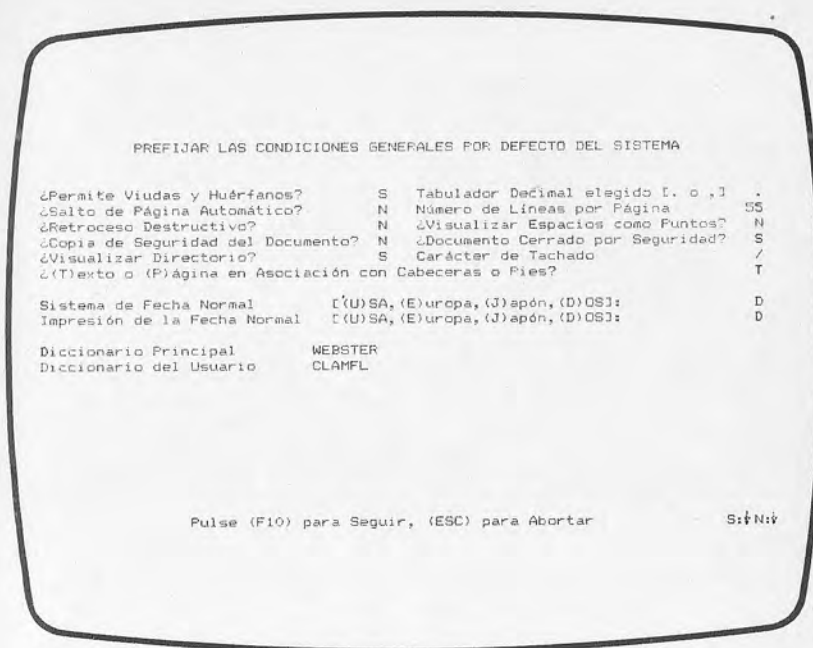 PREFIJAR LAS CONDICIONES GENERALES POR DEFECTO DEL SISTEMA
¿Permite Viudas y Huérfanos? S Tabulador Decimal elegido [. o ,] .
¿Salto de Página Automático? N Número de Líneas por Página 55
¿Retroceso Destructivo? N ¿Visualizar Espacios como Puntos? N
¿Copia de Seguridad del Documento? N ¿Documento Cerrado por Seguridad? S
¿Visualizar Directorio? S Carácter de Tachado /
¿(T)exto o (P)ágina en Asociación con Cabeceras o Pies? T
Sistema de Fecha Normal [(U)SA,(E)uropa,(J)apón,(D)OS]: D
Impresión de la Fecha Normal [(U)SA,(E)uropa,(J)apón,(D)OS]: D
Diccionario Principal WEBSTER
Diccionario del Usuario CLAMFL
Pulse (F10) para Seguir, (ESC) para Abortar S:↓N:↓